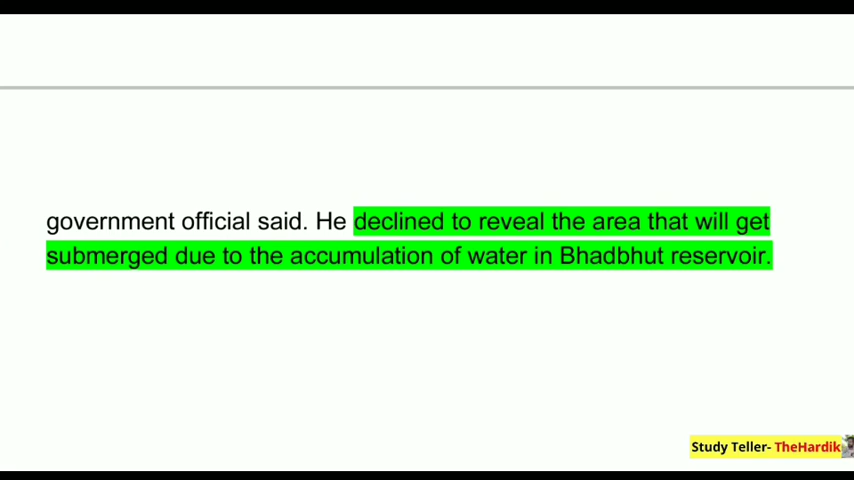 government official said. He declined to reveal the area that will get
submerged due to the accumulation of water in Bhadbhut reservoir.
Study Teller- TheHardik